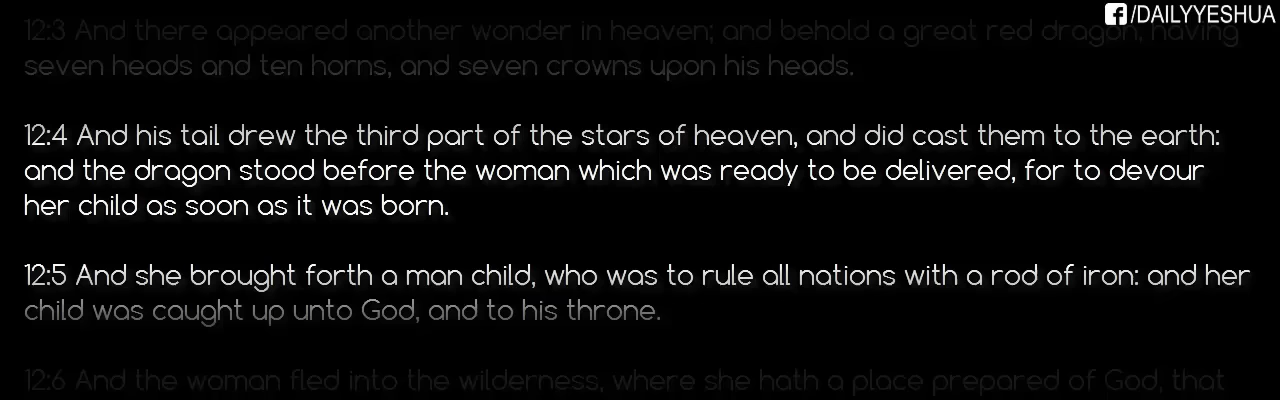 /DAILYYESHUA
12:3 And there appeared another wonder in heaven; and behold a great red dragon, having
seven heads and ten horns, and seven crowns upon his heads.
12:4 And his tail drew the third part of the stars of heaven, and did cast them to the earth:
and the dragon stood before the woman which was ready to be delivered, for to devour
her child as soon as it was born.
12:5 And she brought forth a man child, who was to rule all nations with a rod of iron: and her
child was caught up unto God, and to his throne.
12:6 And the woman fled into the wilderness, where she hath a place prepared of God, that